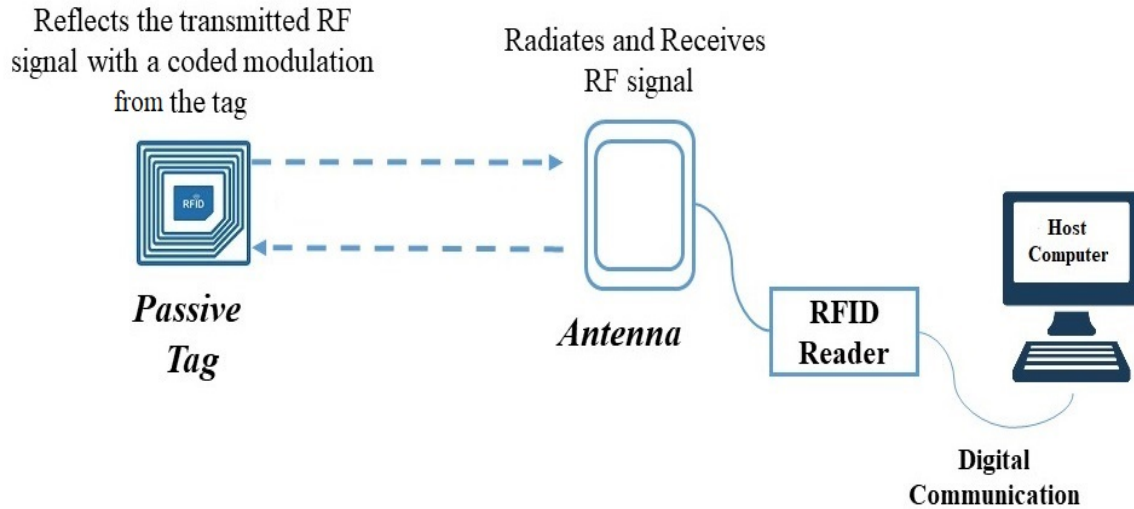 Reflects the transmitted RF
signal with a coded modulation
from the tag
Radiates and Receives
RF signal
RFID
Passive
Tag
Antenna
RFID
Reader
Host
Computer
Digital
Communication